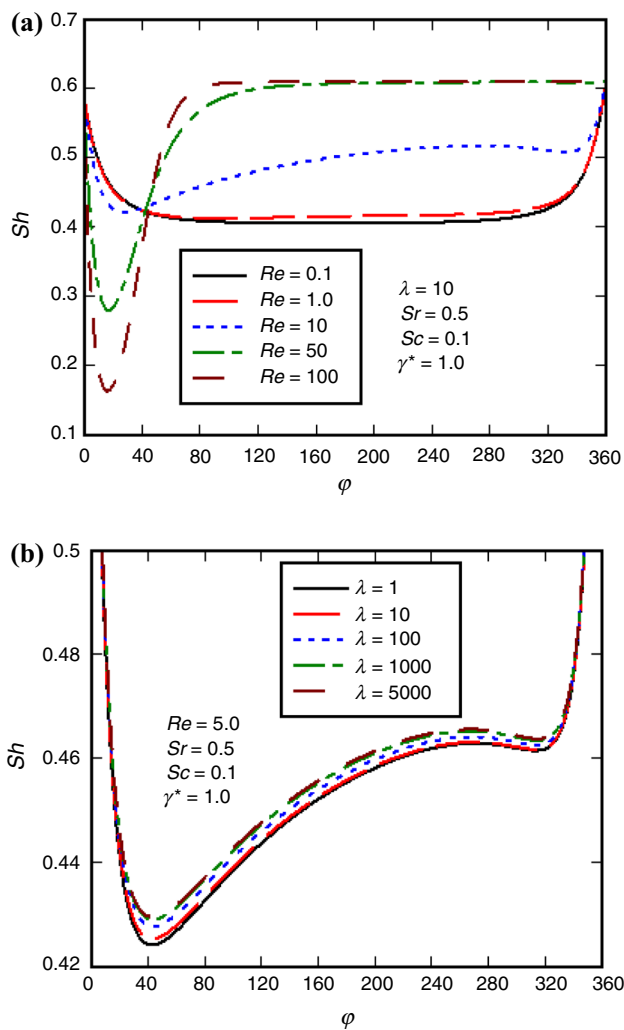 (a)
0.7
0.6
0.5
0.4
0.3
0.2
0.1
Sh
Re = 0.1
Re = 1.0
Re = 10
Re = 50
Re = 100
λ = 10
Sr = 0.5
Sc = 0.1
γ* = 1.0
0 40 80 120 160 200 240 280 320 360
φ
(b)
0.5
0.48
0.46
0.44
0.42
Sh
λ = 1
λ = 10
λ = 100
λ = 1000
λ = 5000
Re = 5.0
Sr = 0.5
Sc = 0.1
γ* = 1.0
0 40 80 120 160 200 240 280 320 360
φ